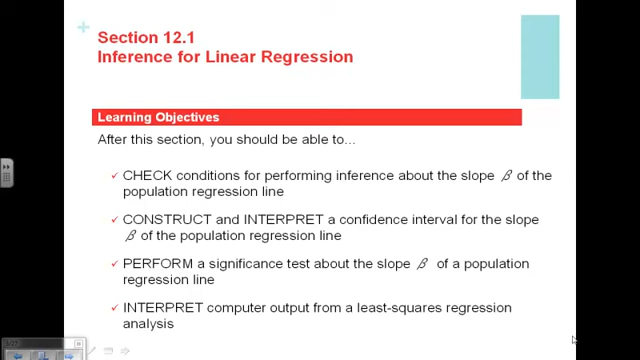 Section 12.1
Inference for Linear Regression
Learning Objectives
After this section, you should be able to...
✓ CHECK conditions for performing inference about the slope β of the
population regression line
✓ CONSTRUCT and INTERPRET a confidence interval for the slope
β of the population regression line
✓ PERFORM a significance test about the slope β of a population
regression line
✓ INTERPRET computer output from a least-squares regression
analysis